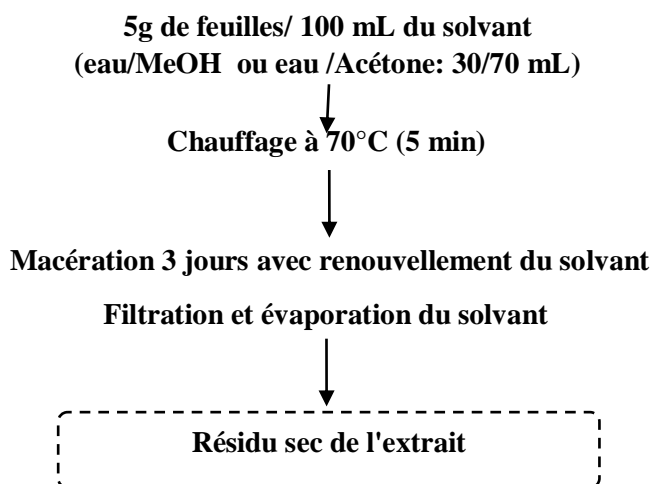 5g de feuilles/ 100 mL du solvant
(eau/MeOH ou eau /Acétone: 30/70 mL)
Chauffage à 70°C (5 min)
Macération 3 jours avec renouvellement du solvant
Filtration et évaporation du solvant
Résidu sec de l'extrait